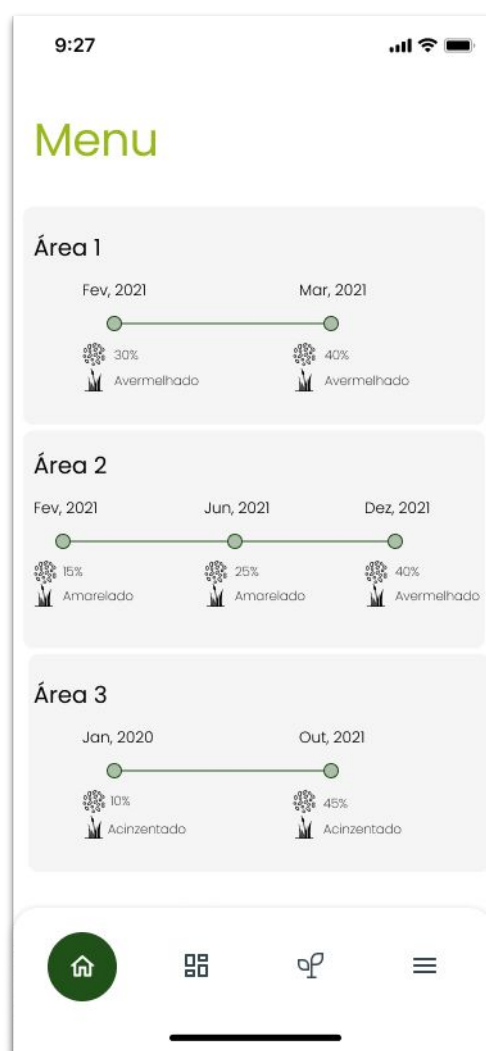 9:27
Menu
Área 1
Fev, 2021 Mar, 2021
30% 40%
Avermelhado Avermelhado
Área 2
Fev, 2021 Jun, 2021 Dez, 2021
15% 25% 40%
Amarelado Amarelado Avermelhado
Área 3
Jan, 2020 Out, 2021
10% 45%
Acinzentado Acinzentado